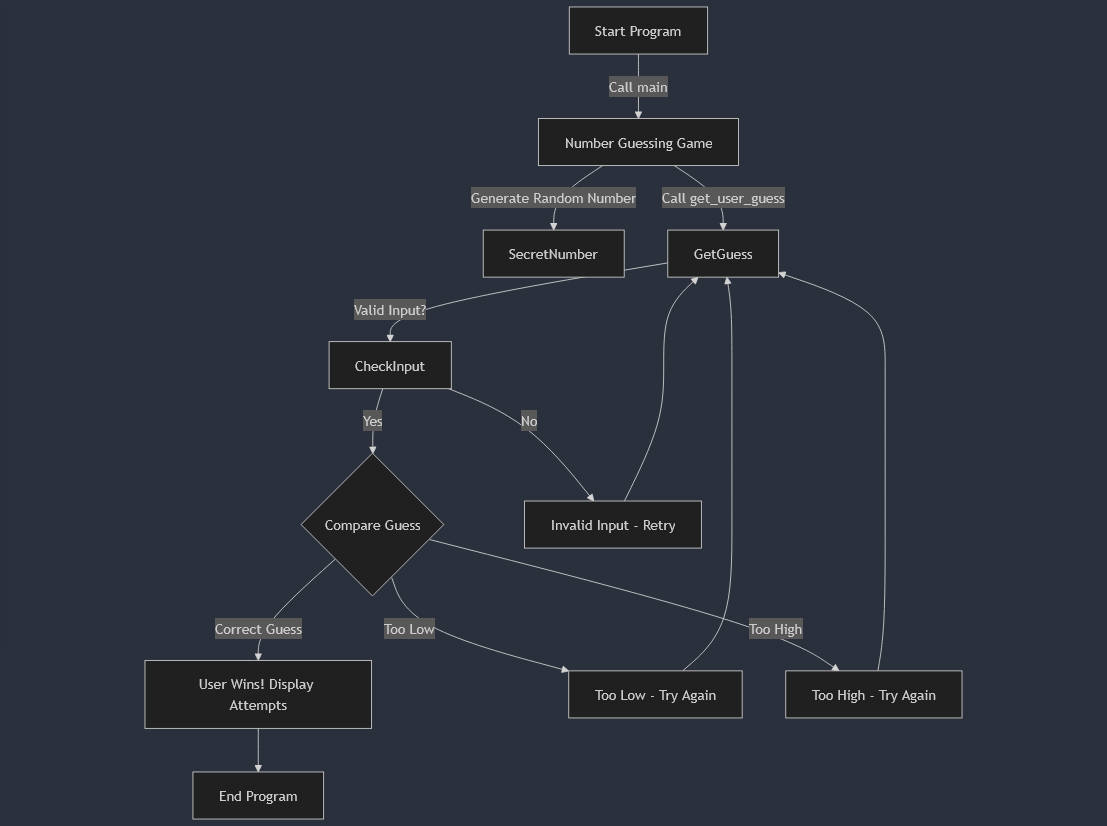 Start Program
Call main
Number Guessing Game
Generate Random Number
Call get_user_guess
SecretNumber
GetGuess
Valid Input?
CheckInput
Yes
No
Compare Guess
Invalid Input - Retry
Correct Guess
Too Low
Too High
User Wins! Display
Attempts
Too Low - Try Again
Too High - Try Again
End Program